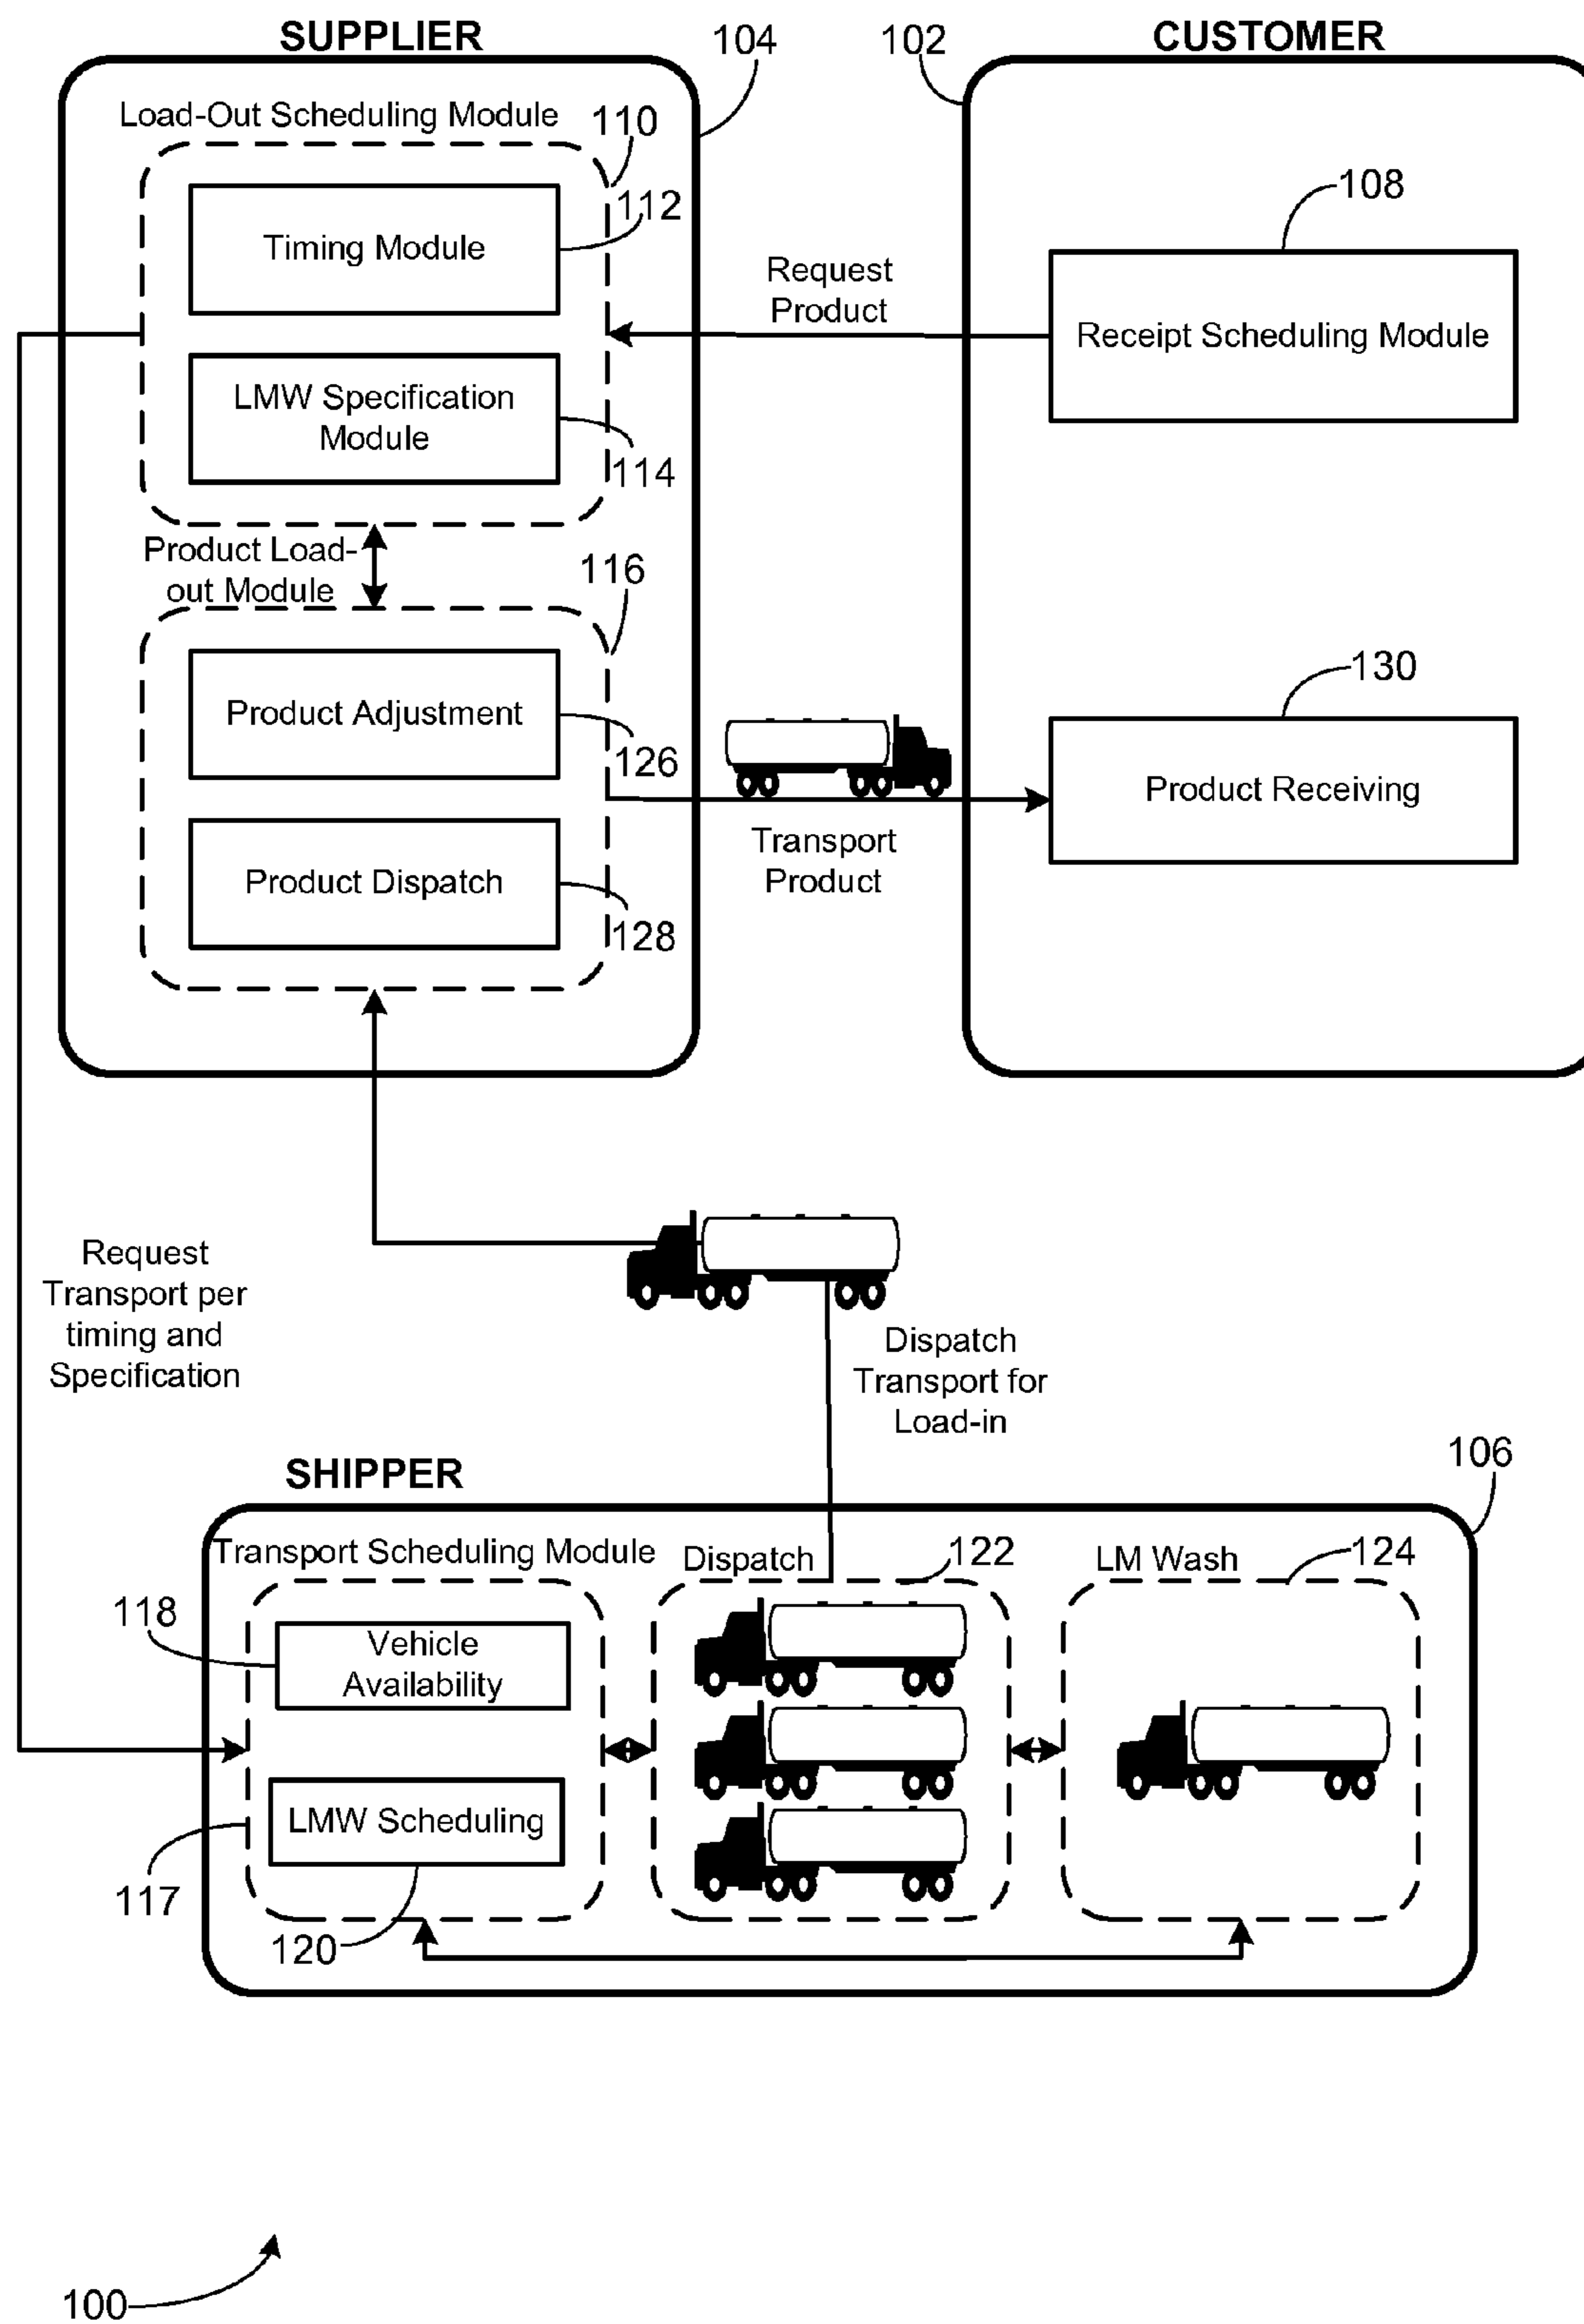 SUPPLIER
104
102
CUSTOMER
Load-Out Scheduling Module
110
112
Timing Module
108
Request
Product
Receipt Scheduling Module
LMW Specification
Module
114
Product Load-
out Module
116
Product Adjustment
126
130
Product Receiving
Transport
Product
Product Dispatch
128
Request
Transport per
timing and
Specification
Dispatch
Transport for
Load-in
SHIPPER
106
Transport Scheduling Module
Dispatch
122
LM Wash
124
118
Vehicle
Availability
LMW Scheduling
117
120
100